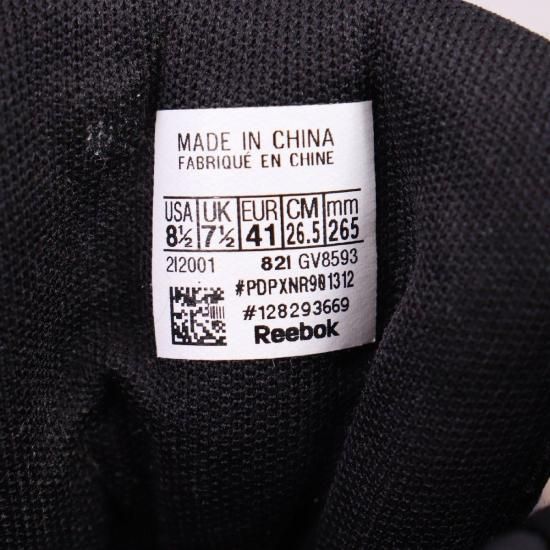 MADE IN CHINA
FABRIQUÉ EN CHINE
USA UK EUR CM mm
8½ 7½ 41 26.5 265
212001 821 GV8593
#PDPXNR901312
#128293669
Reebok